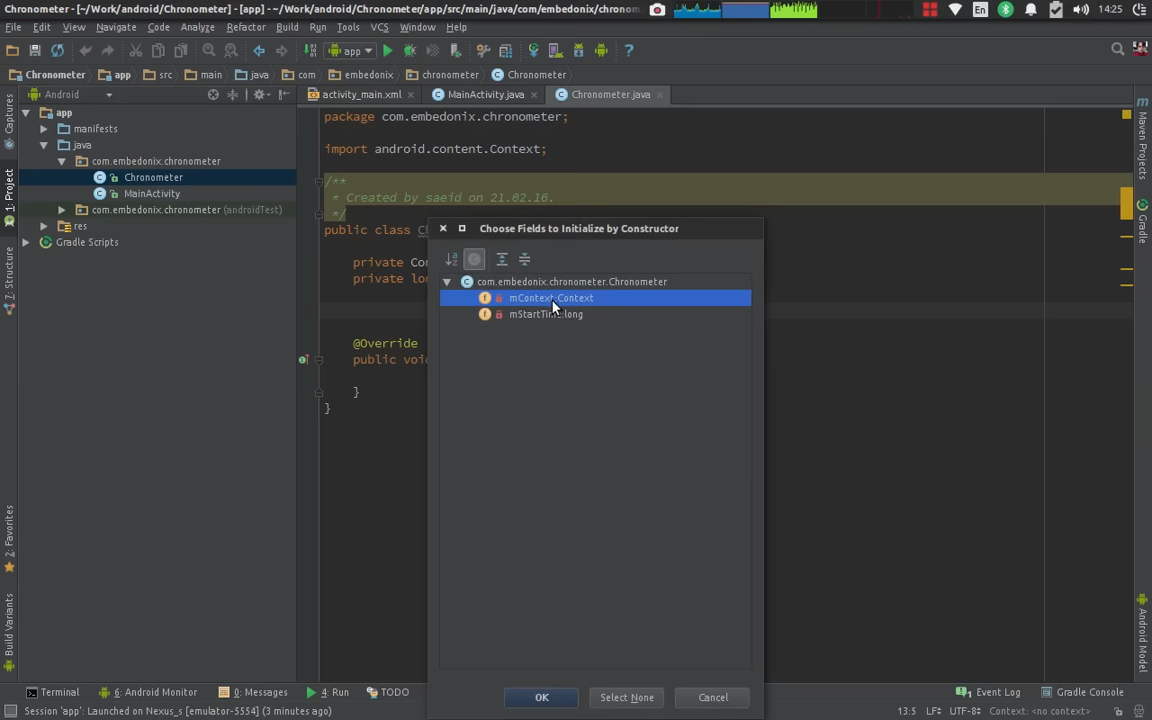 Chronometer - [~/Work/android/Chronometer] - [app] - ~/Work/android/Chronometer/app/src/main/java/com/embedonix/chronom
En 14:25
File Edit View Navigate Code Analyze Refactor Build Run Tools VCS Window Help
app
Chronometer app src main java com embedonix chronometer Chronometer
Android
activity_main.xml MainActivity.java Chronometer.java
app
manifests
java
com.embedonix.chronometer
Chronometer
MainActivity
com.embedonix.chronometer (androidTest)
res
Gradle Scripts
Captures
1: Project
7: Structure
2: Favorites
Build Variants
package com.embedonix.chronometer;
import android.content.Context;
/**
* Created by saeid on 21.02.16.
*/
public class C
private Con
private lon
@Override
public void
}
}
Choose Fields to Initialize by Constructor
com.embedonix.chronometer.Chronometer
mContext:Context
mStartTime:long
OK Select None Cancel
Maven Projects
Gradle
Android Model
Terminal 6: Android Monitor 0: Messages 4: Run TODO Event Log Gradle Console
Session 'app': Launched on Nexus_s [emulator-5554] (3 minutes ago) 13:5 LF÷ UTF-8÷ Context: <no context>